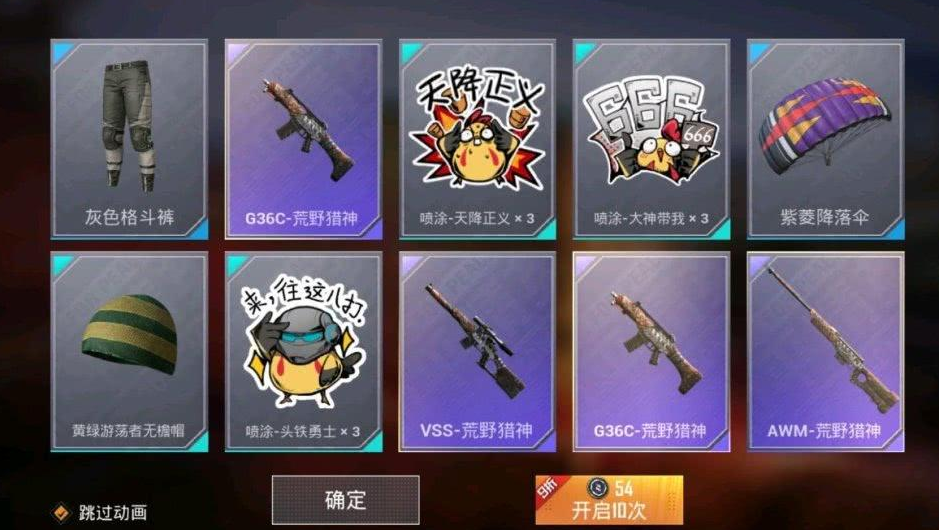 灰色格斗裤
G36C-荒野猎神
天降正义
喷涂-天降正义 × 3
666
666
喷涂-大神带我 × 3
紫菱降落伞
黄绿游荡者无檐帽
来,往这儿打.
喷涂-头铁勇士 × 3
VSS-荒野猎神
G36C-荒野猎神
AWM-荒野猎神
跳过动画
确定
9折
54
开启10次